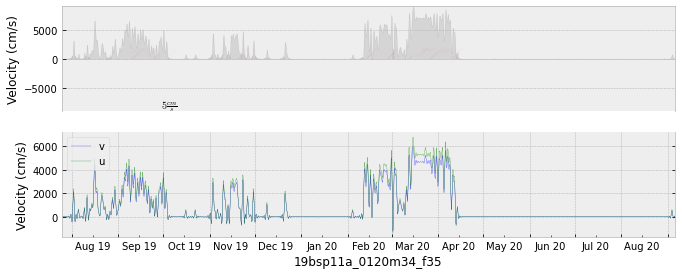 Velocity (cm/s)
5000
0
−5000
5 cm/s
Velocity (cm/s)
6000
4000
2000
0
v
u
Aug 19 Sep 19 Oct 19 Nov 19 Dec 19 Jan 20 Feb 20 Mar 20 Apr 20 May 20 Jun 20 Jul 20 Aug 20
19bsp11a_0120m34_f35